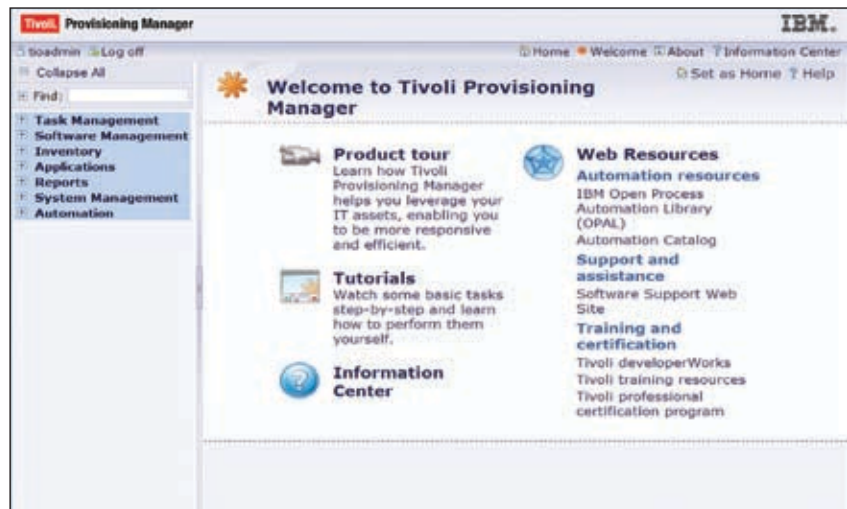 Tivoli. Provisioning Manager
IBM.
tioadmin Log off
Home Welcome About ? Information Center
Collapse All
Find:
Task Management
Software Management
Inventory
Applications
Reports
System Management
Automation
Set as Home ? Help
Welcome to Tivoli Provisioning
Manager
Product tour
Learn how Tivoli
Provisioning Manager
helps you leverage your
IT assets, enabling you
to be more responsive
and efficient.
Tutorials
Watch some basic tasks
step-by-step and learn
how to perform them
yourself.
? Information
Center
Web Resources
Automation resources
IBM Open Process
Automation Library
(OPAL)
Automation Catalog
Support and
assistance
Software Support Web
Site
Training and
certification
Tivoli developerWorks
Tivoli training resources
Tivoli professional
certification program